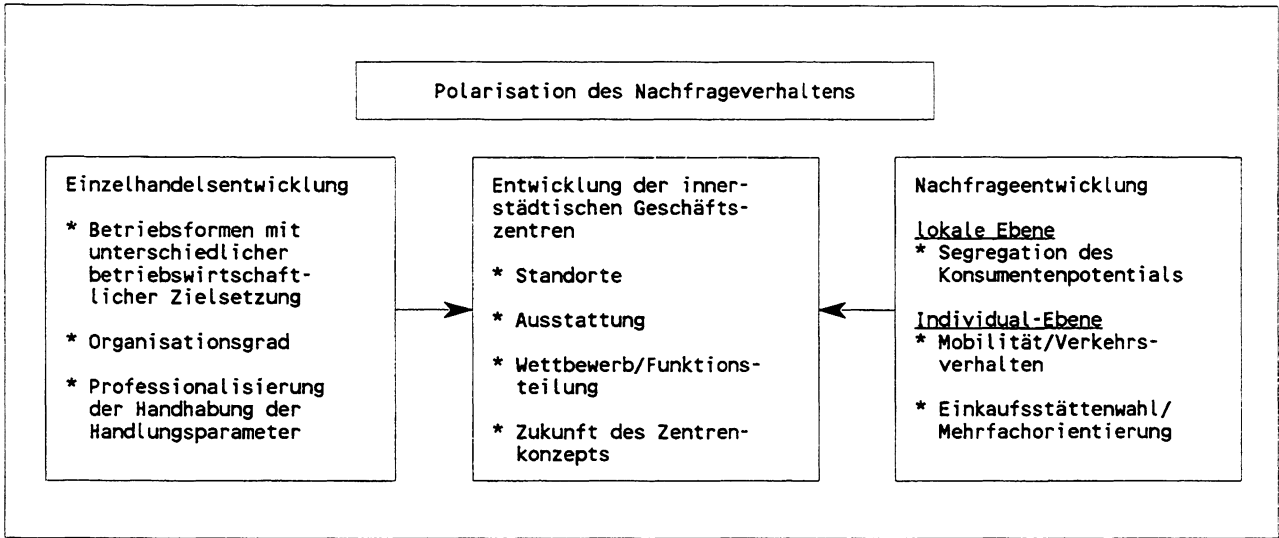 Polarisation des Nachfrageverhaltens
Einzelhandelsentwicklung
* Betriebsformen mit
unterschiedlicher
betriebswirtschaft-
licher Zielsetzung
* Organisationsgrad
* Professionalisierung
der Handhabung der
Handlungsparameter
Entwicklung der inner-
städtischen Geschäfts-
zentren
* Standorte
* Ausstattung
* Wettbewerb/Funktions-
teilung
* Zukunft des Zentren-
konzepts
Nachfrageentwicklung
lokale Ebene
* Segregation des
Konsumentenpotentials
Individual-Ebene
* Mobilität/Verkehrs-
verhalten
* Einkaufsstättenwahl/
Mehrfachorientierung